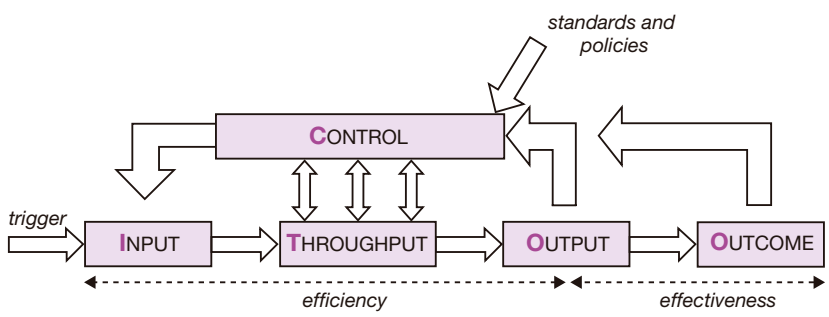 standards and
policies
CONTROL
trigger
INPUT
THROUGHPUT
OUTPUT
OUTCOME
efficiency
effectiveness